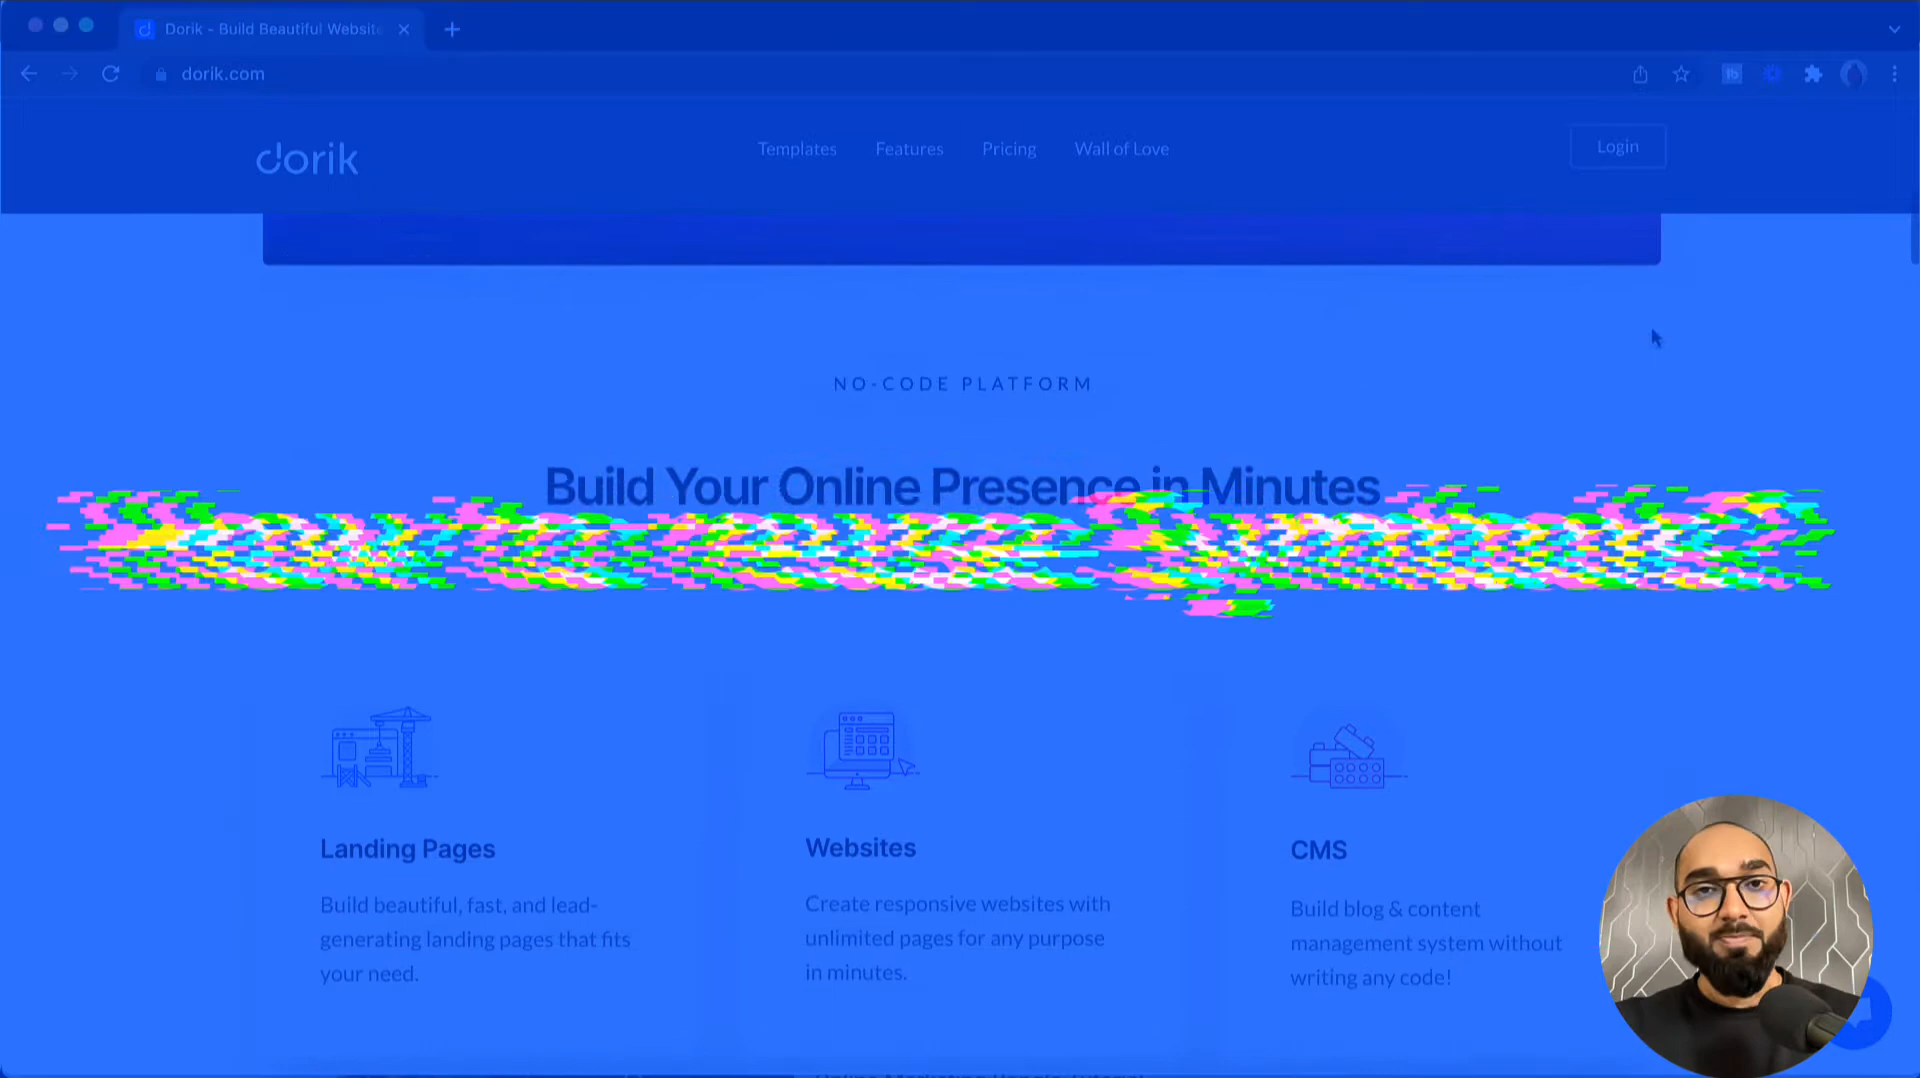 Dorik - Build Beautiful Website
dorik.com
dorik
Templates
Features
Pricing
Wall of Love
Login
NO-CODE PLATFORM
Build Your Online Presence in Minutes
Landing Pages
Build beautiful, fast, and lead-
generating landing pages that fits
your need.
Websites
Create responsive websites with
unlimited pages for any purpose
in minutes.
CMS
Build blog & content
management system without
writing any code!